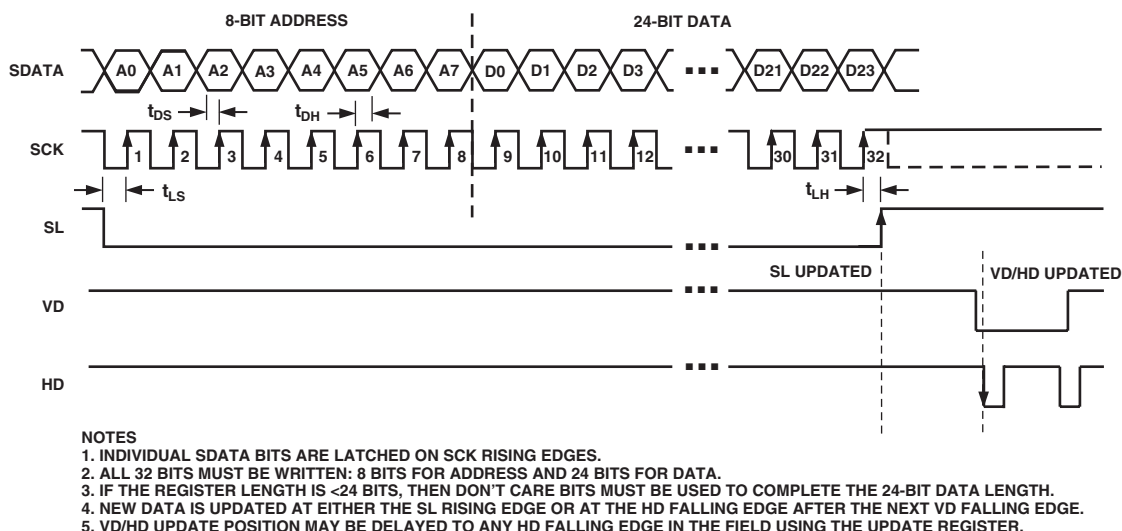 8-BIT ADDRESS 24-BIT DATA
SDATA A0 A1 A2 A3 A4 A5 A6 A7 D0 D1 D2 D3 ... D21 D22 D23
tDS tDH
SCK 1 2 3 4 5 6 7 8 9 10 11 12 ... 30 31 32
tLS tLH
SL ...
SL UPDATED VD/HD UPDATED
VD ...
HD ...
NOTES
1. INDIVIDUAL SDATA BITS ARE LATCHED ON SCK RISING EDGES.
2. ALL 32 BITS MUST BE WRITTEN: 8 BITS FOR ADDRESS AND 24 BITS FOR DATA.
3. IF THE REGISTER LENGTH IS <24 BITS, THEN DON'T CARE BITS MUST BE USED TO COMPLETE THE 24-BIT DATA LENGTH.
4. NEW DATA IS UPDATED AT EITHER THE SL RISING EDGE OR AT THE HD FALLING EDGE AFTER THE NEXT VD FALLING EDGE.
5. VD/HD UPDATE POSITION MAY BE DELAYED TO ANY HD FALLING EDGE IN THE FIELD USING THE UPDATE REGISTER.